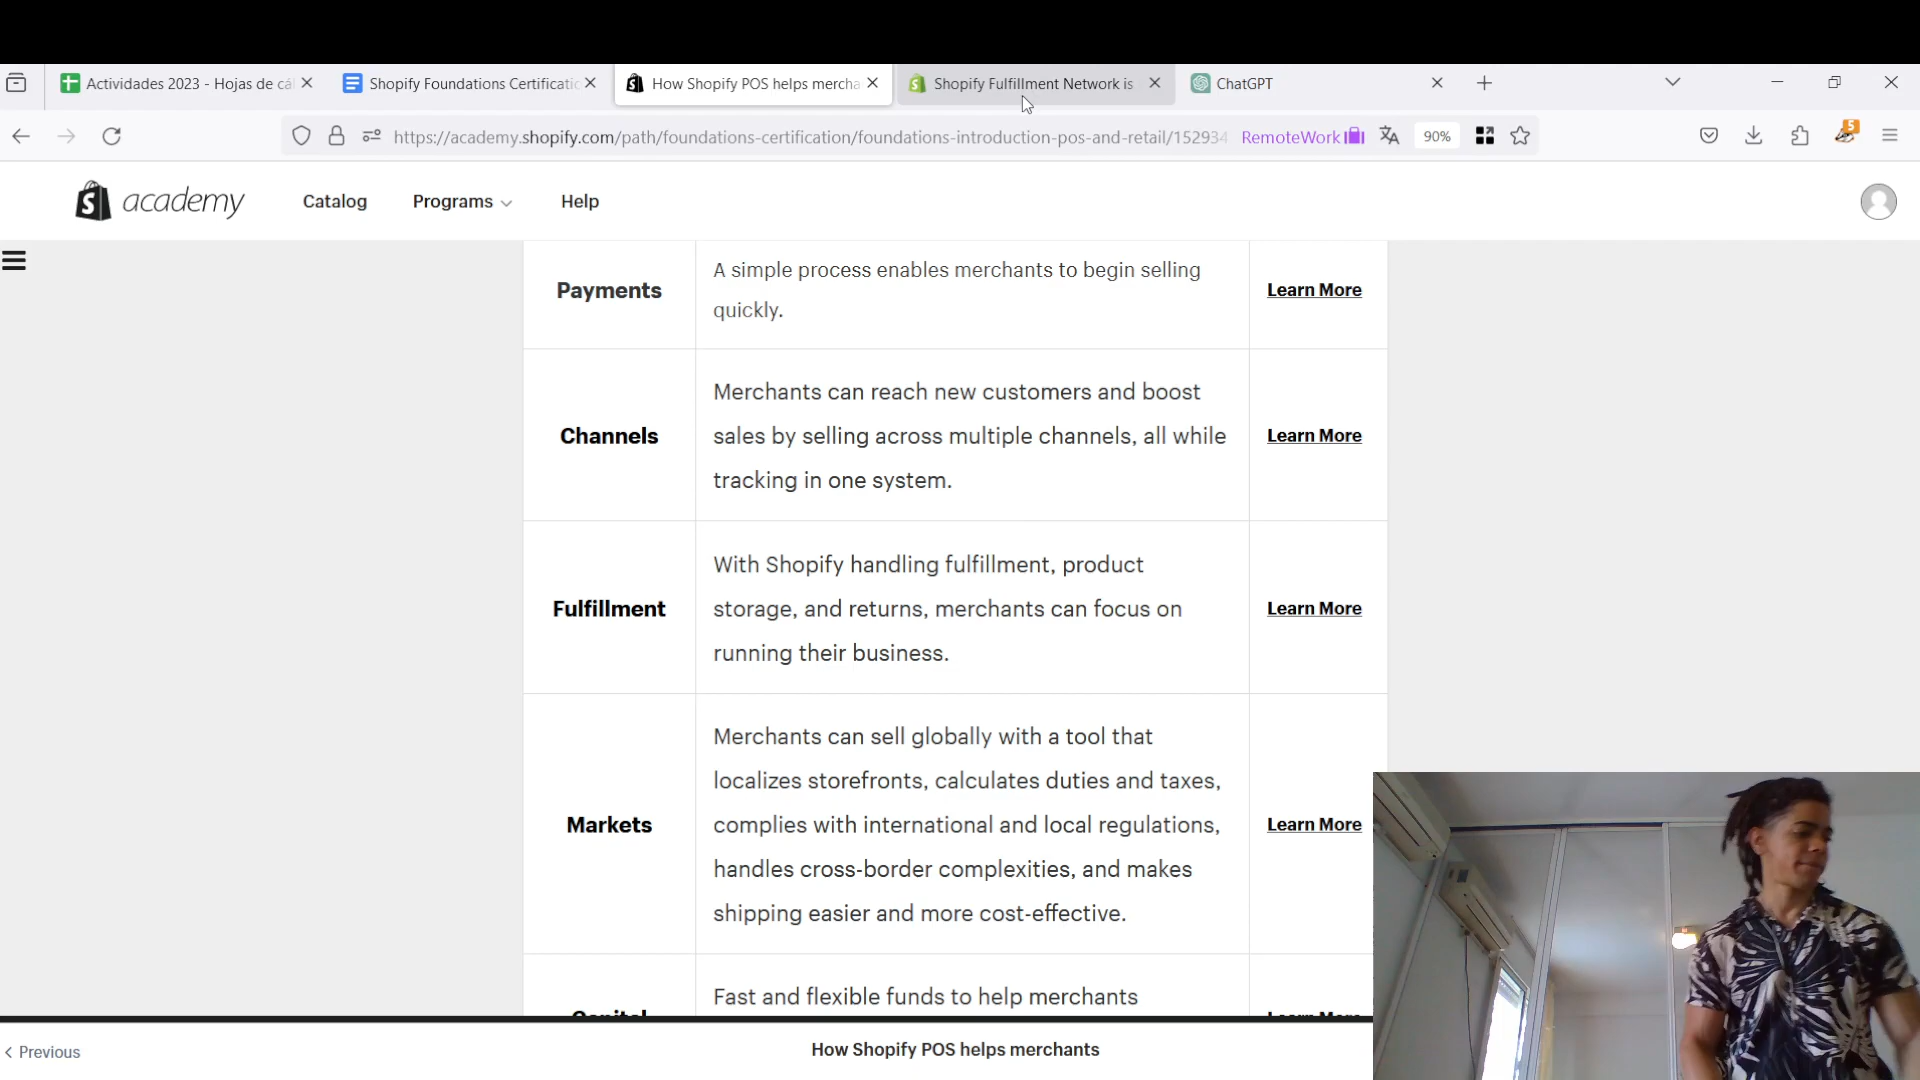 Actividades 2023 - Hojas de cál
Shopify Foundations Certificatic
How Shopify POS helps mercha
Shopify Fulfillment Network is
ChatGPT
https://academy.shopify.com/path/foundations-certification/foundations-introduction-pos-and-retail/152934
RemoteWork
90%
5
academy
Catalog
Programs
Help
Payments
A simple process enables merchants to begin selling
quickly.
Learn More
Channels
Merchants can reach new customers and boost
sales by selling across multiple channels, all while
tracking in one system.
Learn More
Fulfillment
With Shopify handling fulfillment, product
storage, and returns, merchants can focus on
running their business.
Learn More
Markets
Merchants can sell globally with a tool that
localizes storefronts, calculates duties and taxes,
complies with international and local regulations,
handles cross-border complexities, and makes
shipping easier and more cost-effective.
Learn More
Capital
Fast and flexible funds to help merchants
Learn More
Previous
How Shopify POS helps merchants